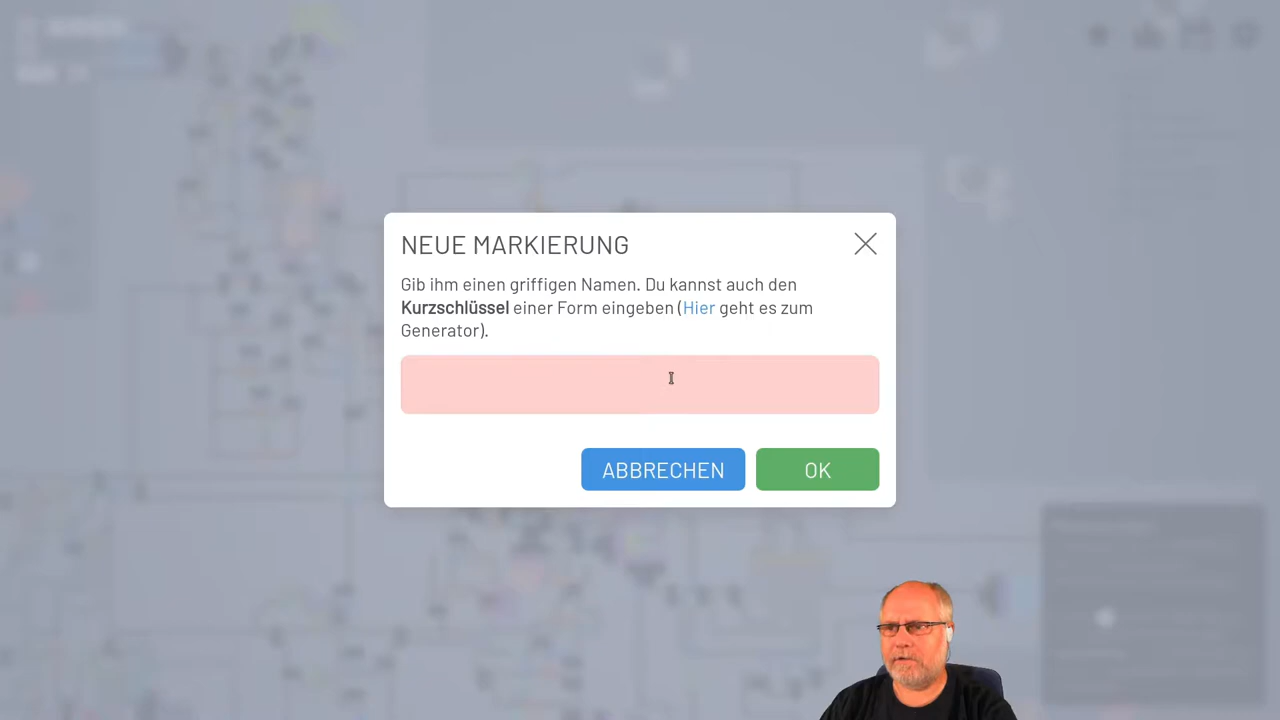 NEUE MARKIERUNG
Gib ihm einen griffigen Namen. Du kannst auch den
Kurzschlüssel einer Form eingeben (Hier geht es zum
Generator).
ABBRECHEN
OK